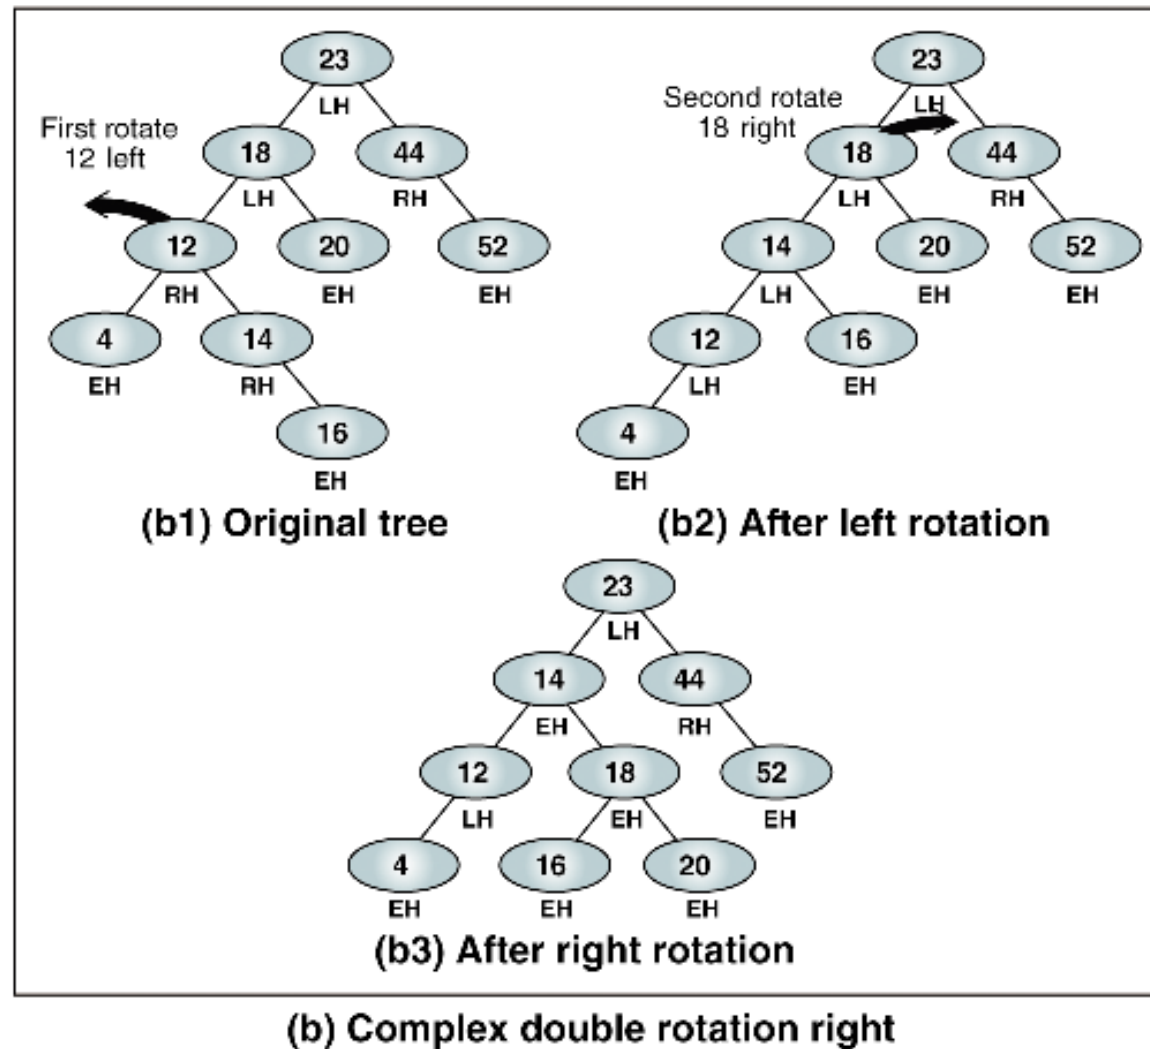 23
LH
First rotate
12 left
18
44
LH
RH
12
20
52
RH
EH
EH
4
14
EH
RH
16
EH
(b1) Original tree
23
LH
Second rotate
18 right
18
44
LH
RH
14
20
52
LH
EH
EH
12
16
LH
EH
4
EH
(b2) After left rotation
23
LH
14
44
EH
RH
12
18
52
LH
EH
EH
4
16
20
EH
EH
EH
(b3) After right rotation
(b) Complex double rotation right